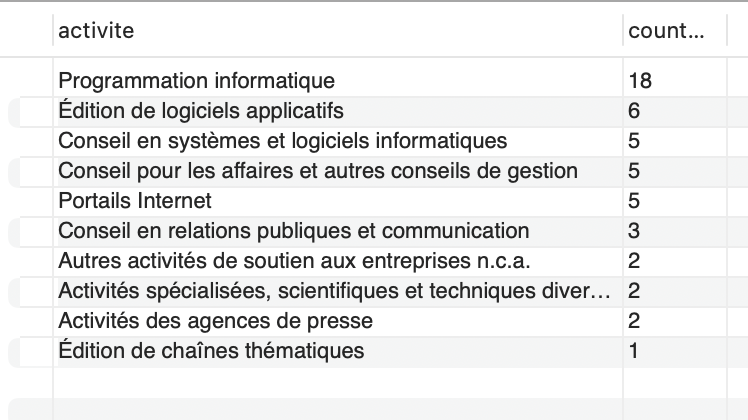 activite count...
Programmation informatique 18
Édition de logiciels applicatifs 6
Conseil en systèmes et logiciels informatiques 5
Conseil pour les affaires et autres conseils de gestion 5
Portails Internet 5
Conseil en relations publiques et communication 3
Autres activités de soutien aux entreprises n.c.a. 2
Activités spécialisées, scientifiques et techniques diver... 2
Activités des agences de presse 2
Édition de chaînes thématiques 1